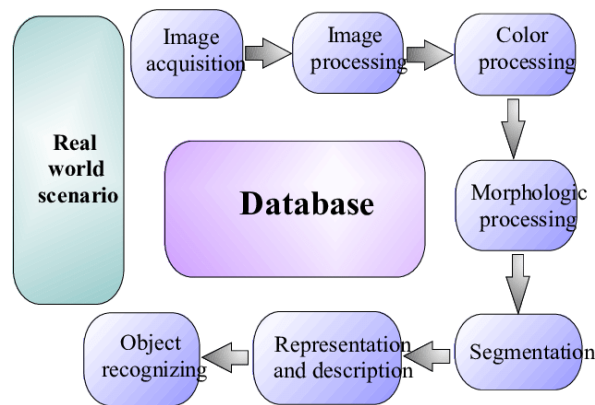 Real
world
scenario
Image
acquisition
Image
processing
Color
processing
Morphologic
processing
Database
Segmentation
Representation
and description
Object
recognizing